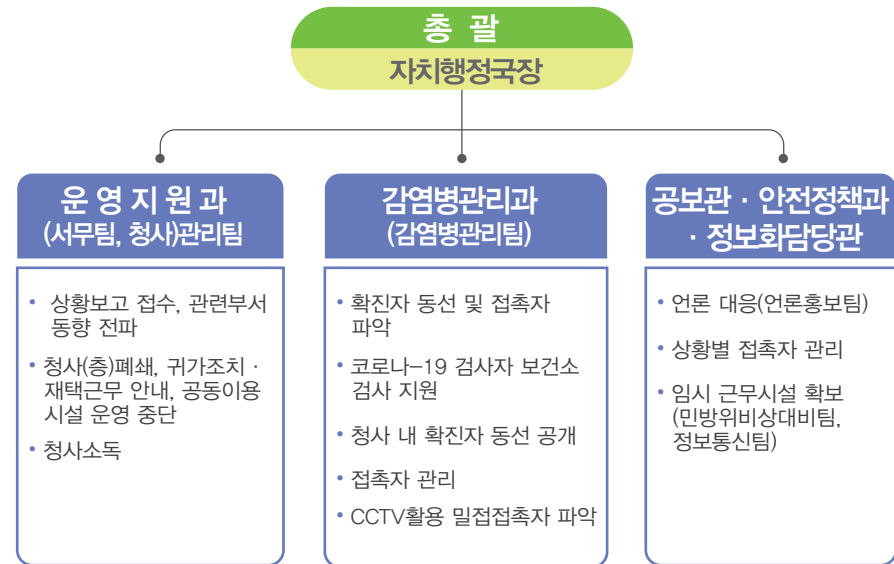 총 괄
자치행정국장
운 영 지 원 과
(서무팀, 청사)관리팀
• 상황보고 접수, 관련부서
동향 전파
• 청사(층)폐쇄, 귀가조치 ·
재택근무 안내, 공동이용
시설 운영 중단
• 청사소독
감염병관리과
(감염병관리팀)
• 확진자 동선 및 접촉자
파악
• 코로나-19 검사자 보건소
검사 지원
• 청사 내 확진자 동선 공개
• 접촉자 관리
• CCTV활용 밀접접촉자 파악
공보관 · 안전정책과
· 정보화담당관
• 언론 대응(언론홍보팀)
• 상황별 접촉자 관리
• 임시 근무시설 확보
(민방위비상대비팀,
정보통신팀)